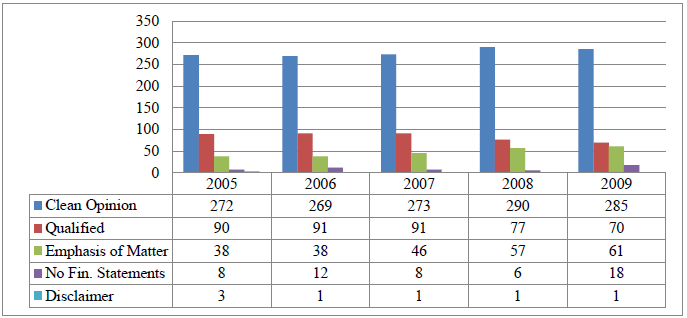 350
300
250
200
150
100
50
0
2005 2006 2007 2008 2009
Clean Opinion 272 269 273 290 285
Qualified 90 91 91 77 70
Emphasis of Matter 38 38 46 57 61
No Fin. Statements 8 12 8 6 18
Disclaimer 3 1 1 1 1